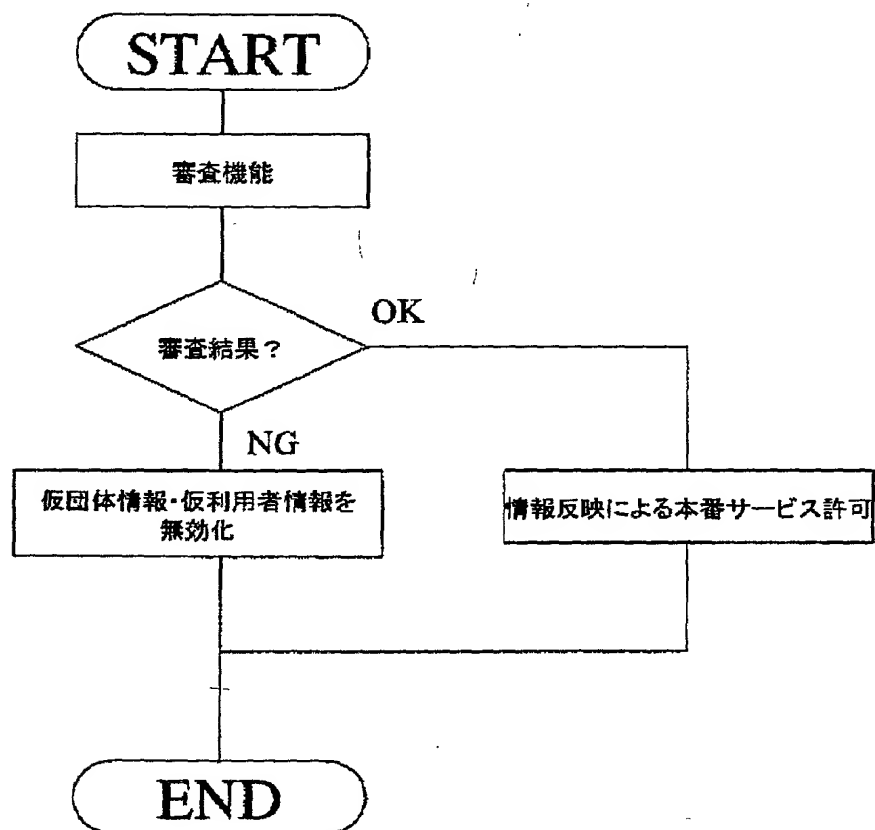 START
審査機能
審査結果？
OK
NG
仮団体情報・仮利用者情報を
無効化
情報反映による本番サービス許可
END